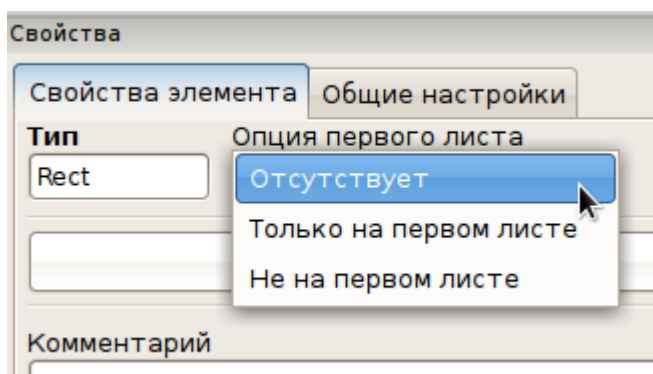 Свойства
Свойства элемента Общие настройки
Тип Опция первого листа
Rect Отсутствует
Только на первом листе
Не на первом листе
Комментарий